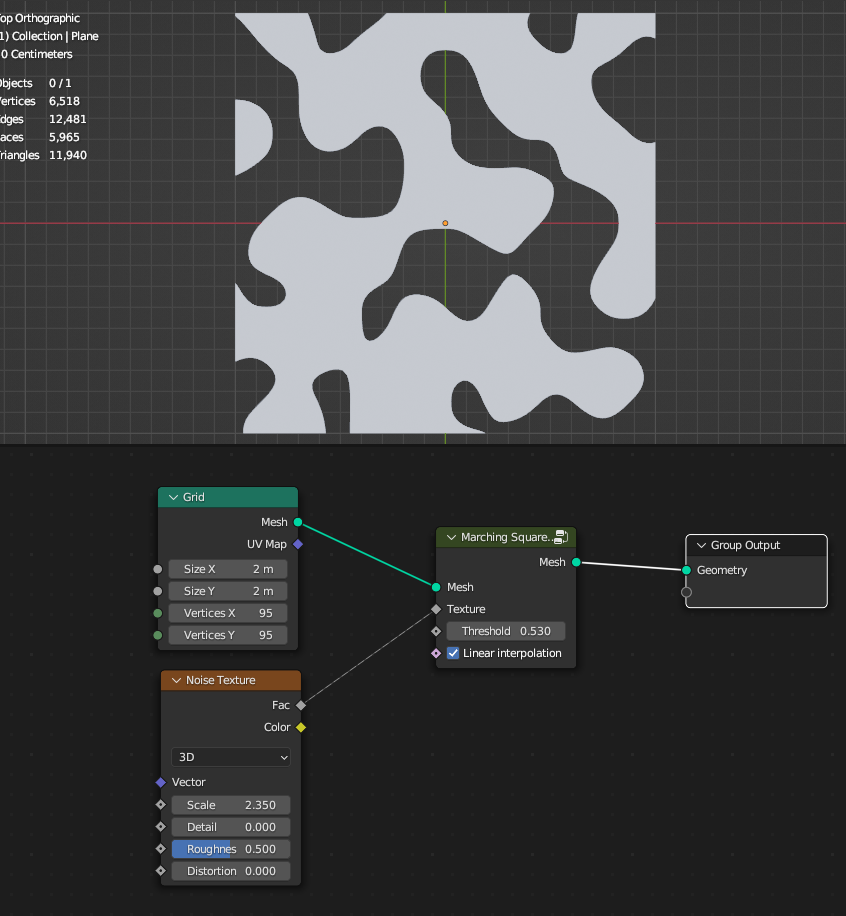 op Orthographic
1) Collection | Plane
0 Centimeters
bjects 0 / 1
ertices 6,518
dges 12,481
aces 5,965
riangles 11,940
Grid
Mesh
UV Map
Size X 2 m
Size Y 2 m
Vertices X 95
Vertices Y 95
Marching Square..
Mesh
Mesh
Texture
Threshold 0.530
Linear interpolation
Group Output
Geometry
Noise Texture
Fac
Color
3D
Vector
Scale 2.350
Detail 0.000
Roughnes 0.500
Distortion 0.000